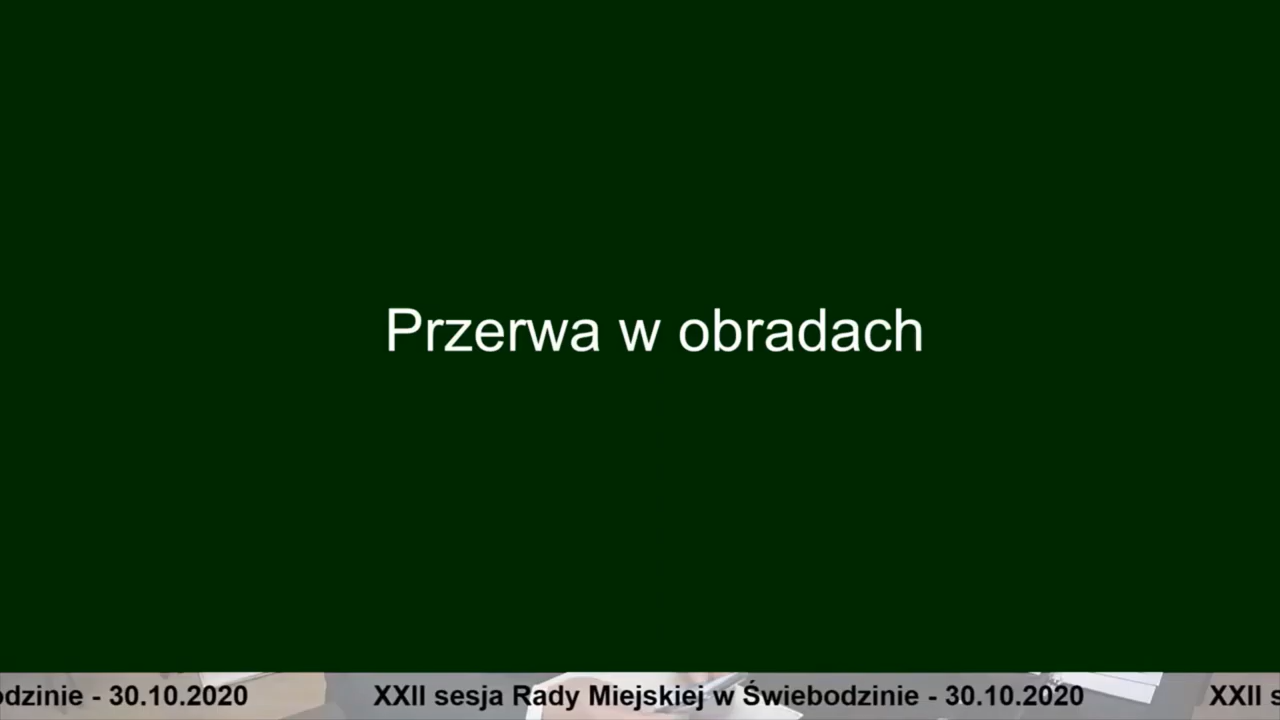 Przerwa w obradach
odzinie - 30.10.2020 XXII sesja Rady Miejskiej w Świebodzinie - 30.10.2020 XXII s